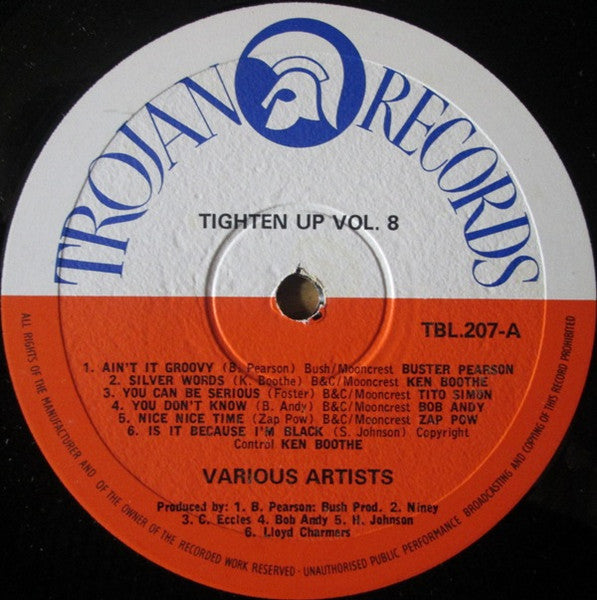 TROJAN RECORDS
TIGHTEN UP VOL. 8
TBL.207-A
1. AIN'T IT GROOVY (B. Pearson) Bush/Mooncrest BUSTER PEARSON
2. SILVER WORDS (K. Boothe) B&C/Mooncrest KEN BOOTHE
3. YOU CAN BE SERIOUS (Foster) B&C/Mooncrest TITO SIMON
4. YOU DON'T KNOW (B. Andy) B&C/Mooncrest BOB ANDY
5. NICE NICE TIME (Zap Pow) B&C/Mooncrest ZAP POW
6. IS IT BECAUSE I'M BLACK (S. Johnson) Copyright
Control KEN BOOTHE
VARIOUS ARTISTS
Produced by: 1. B. Pearson: Bush Prod. 2. Niney
3. C. Eccles 4. Bob Andy 5. H. Johnson
6. Lloyd Charmers
ALL RIGHTS OF THE MANUFACTURER AND OF THE OWNER OF THE RECORDED WORK RESERVED - UNAUTHORISED PUBLIC PERFORMANCE BROADCASTING AND COPYING OF THIS RECORD PROHIBITED